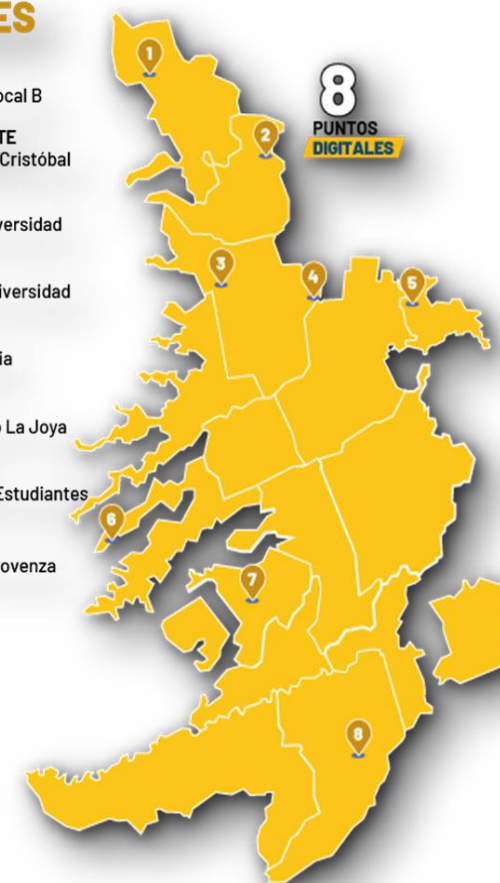 ES
ocal B
TE
Cristóbal
versidad
iversidad
ia
o La Joya
Estudiantes
ovenza
8
PUNTOS
DIGITALES
1
2
3
4
5
6
7
8